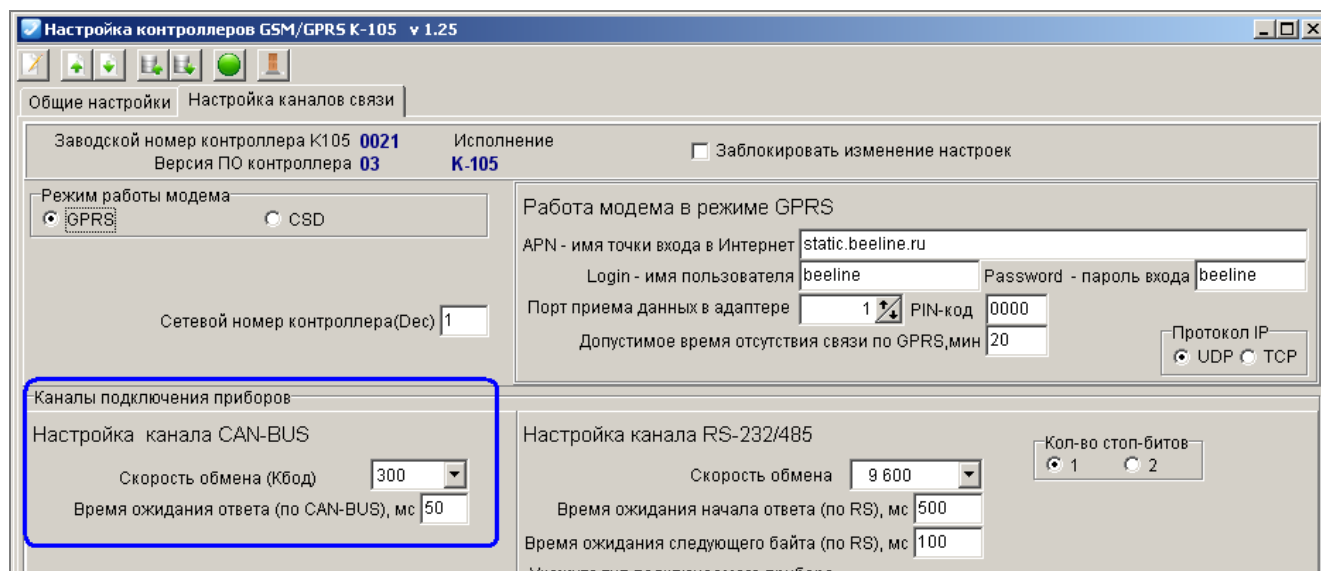 Настройка контроллеров GSM/GPRS K-105 v 1.25
Общие настройки Настройка каналов связи
Заводской номер контроллера К105 0021 Исполнение
Версия ПО контроллера 03 К-105
Заблокировать изменение настроек
Режим работы модема
GPRS CSD
Сетевой номер контроллера(Dec) 1
Работа модема в режиме GPRS
APN - имя точки входа в Интернет static.beeline.ru
Login - имя пользователя beeline Password - пароль входа beeline
Порт приема данных в адаптере 1 PIN-код 0000
Допустимое время отсутствия связи по GPRS,мин 20
Протокол IP
UDP TCP
Каналы подключения приборов
Настройка канала CAN-BUS
Скорость обмена (Кбод) 300
Время ожидания ответа (по CAN-BUS), мс 50
Настройка канала RS-232/485
Скорость обмена 9 600
Время ожидания начала ответа (по RS), мс 500
Время ожидания следующего байта (по RS), мс 100
Кол-во стоп-битов
1 2